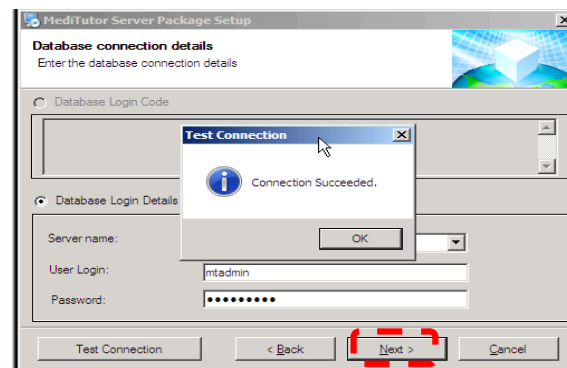 MediTutor Server Package Setup
Database connection details
Enter the database connection details
Database Login Code
Test Connection
Connection Succeeded.
OK
Database Login Details
Server name:
User Login:
mtadmin
Password:
•••••••••
Test Connection
< Back
Next >
Cancel